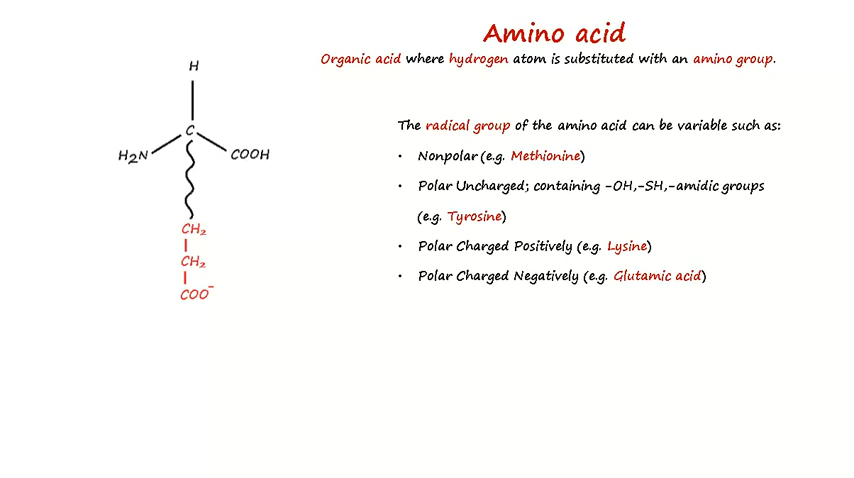 Amino acid
Organic acid where hydrogen atom is substituted with an amino group.
H
C
H₂N
COOH
CH₂
CH₂
COO⁻
The radical group of the amino acid can be variable such as:
• Nonpolar (e.g. Methionine)
• Polar Uncharged; containing -OH,-SH,-amidic groups
(e.g. Tyrosine)
• Polar Charged Positively (e.g. Lysine)
• Polar Charged Negatively (e.g. Glutamic acid)